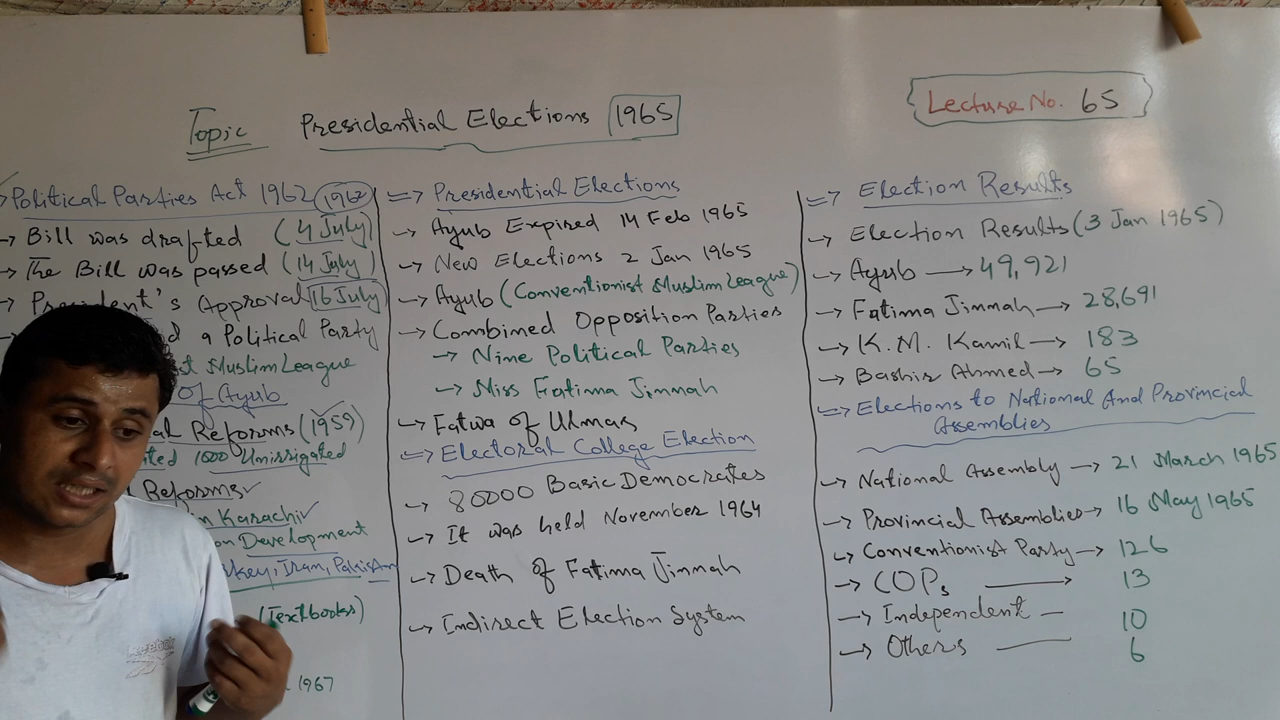 Topic Presidential Elections 1965
Lecture No. 65
Political Parties Act 1962 1962
→ Bill was drafted (4 July)
→ The Bill was passed (14 July)
→ President's Approval 16 July
a Political Party
Muslim League
Of Ayub
Reforms (1959)
1000 Unirrigated
Reforms
Karachi
on Development
Iran, Pakistan
(Textbooks)
1967
⇒ Presidential Elections
→ Ayub Expired 14 Feb 1965
→ New Elections 2 Jan 1965
→ Ayub (Conventionist Muslim League)
→ Combined Opposition Parties
→ Nine Political Parties
→ Miss Fatima Jinnah
→ Fatwa of Ulmas
⇒ Electoral College Election
→ 80000 Basic Democrates
→ It was held November 1964
→ Death of Fatima Jinnah
→ Indirect Election System
⇒ Election Results
→ Election Results (3 Jan 1965)
→ Ayub → 49,921
→ Fatima Jinnah → 28,691
→ K.M. Kamil → 183
→ Bashir Ahmed → 65
⇒ Elections to National And Provincial
Assemblies
→ National Assembly → 21 March 1965
→ Provincial Assemblies → 16 May 1965
→ Conventionist Party → 126
→ COPs → 13
→ Independent — 10
→ Others — 6
Reebok